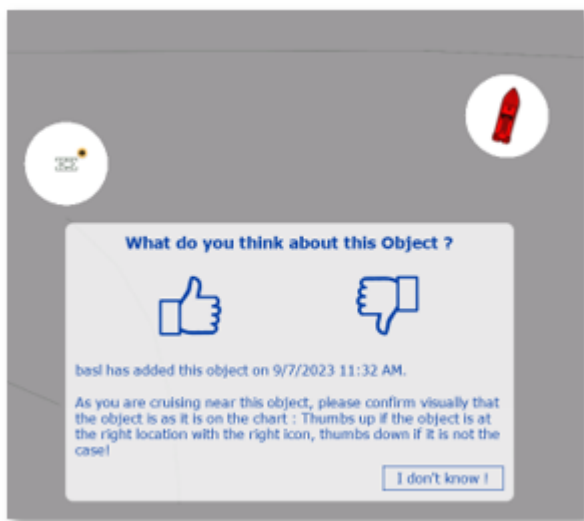 What do you think about this Object ?
basl has added this object on 9/7/2023 11:32 AM.
As you are cruising near this object, please confirm visually that
the object is as it is on the chart : Thumbs up if the object is at
the right location with the right icon, thumbs down if it is not the
case!
I don't know !